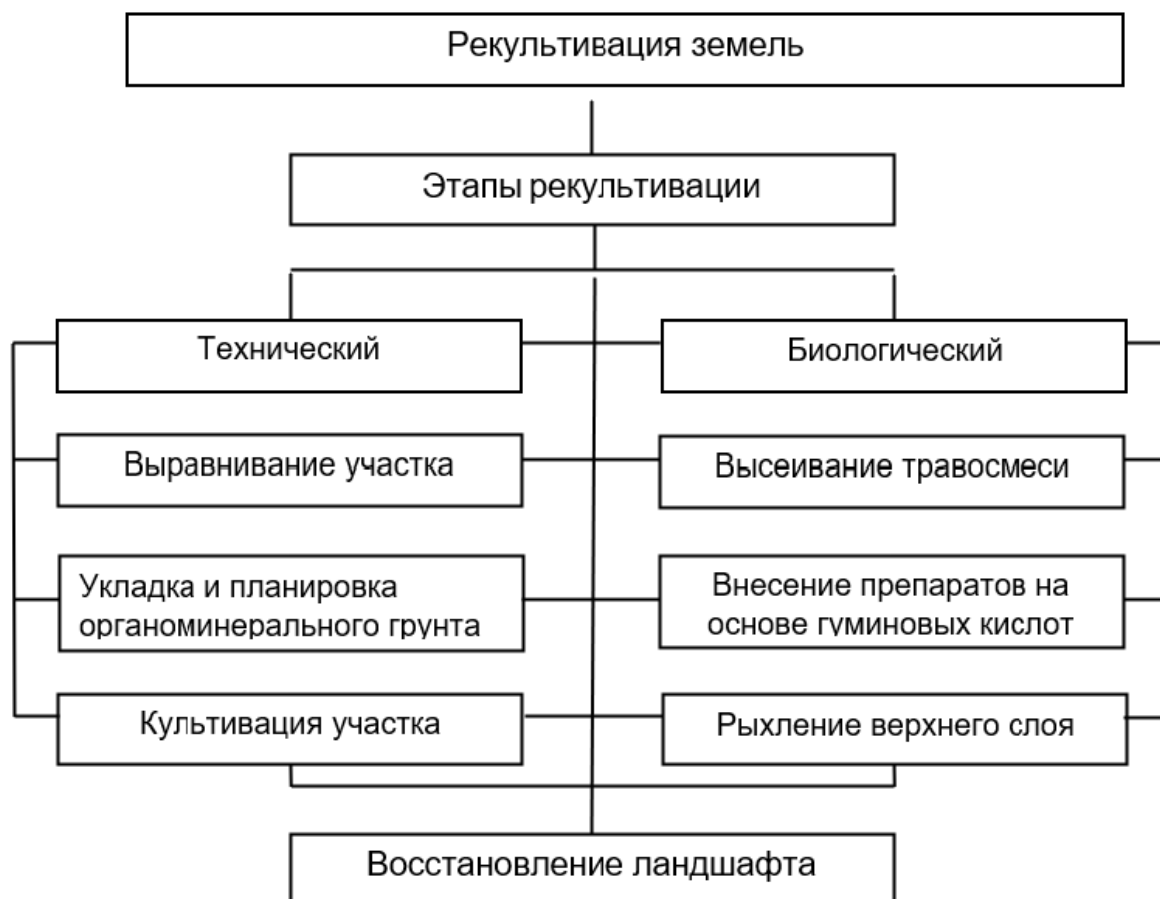 Рекультивация земель
Этапы рекультивации
Технический
Биологический
Выравнивание участка
Высеивание травосмеси
Укладка и планировка
органоминерального грунта
Внесение препаратов на
основе гуминовых кислот
Культивация участка
Рыхление верхнего слоя
Восстановление ландшафта